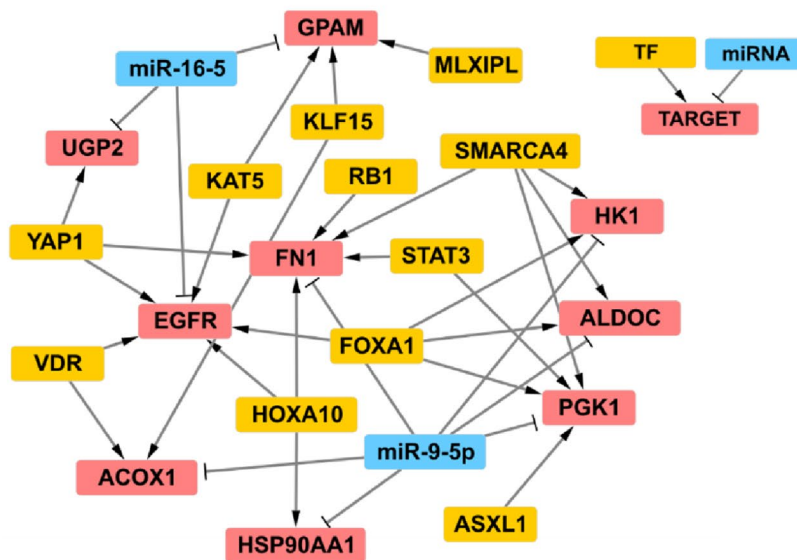 GPAM
miR-16-5
MLXIPL
TF
miRNA
KLF15
TARGET
UGP2
SMARCA4
KAT5
RB1
HK1
YAP1
FN1
STAT3
EGFR
ALDOC
FOXA1
VDR
HOXA10
PGK1
miR-9-5p
ACOX1
ASXL1
HSP90AA1